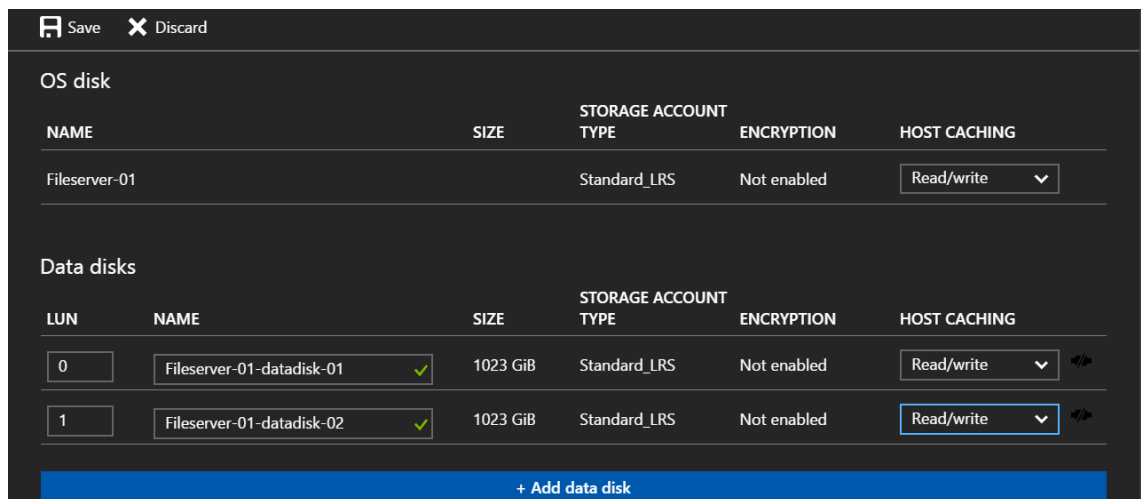 Save Discard
OS disk
STORAGE ACCOUNT
NAME SIZE TYPE ENCRYPTION HOST CACHING
Fileserver-01 Standard_LRS Not enabled Read/write
Data disks
STORAGE ACCOUNT
LUN NAME SIZE TYPE ENCRYPTION HOST CACHING
0 Fileserver-01-datadisk-01 1023 GiB Standard_LRS Not enabled Read/write
1 Fileserver-01-datadisk-02 1023 GiB Standard_LRS Not enabled Read/write
+ Add data disk